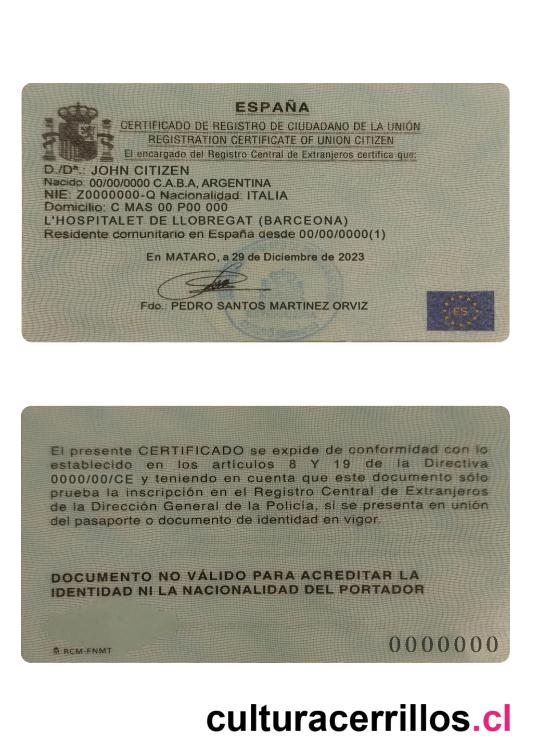 ESPAÑA
CERTIFICADO DE REGISTRO DE CIUDADANO DE LA UNIÓN
REGISTRATION CERTIFICATE OF UNION CITIZEN
El encargado del Registro Central de Extranjeros certifica que:
D./Dª.: JOHN CITIZEN
Nacido: 00/00/0000 C.A.B.A, ARGENTINA
NIE: Z0000000-Q Nacionalidad: ITALIA
Domicilio: C MAS 00 P00 000
L'HOSPITALET DE LLOBREGAT (BARCEONA)
Residente comunitario en España desde 00/00/0000(1)
En MATARO, a 29 de Diciembre de 2023
Fdo.: PEDRO SANTOS MARTINEZ ORVIZ
ES
El presente CERTIFICADO se expide de conformidad con lo
establecido en los articulos 8 Y 19 de la Directiva
0000/00/CE y teniendo en cuenta que este documento sólo
prueba la inscripción en el Registro Central de Extranjeros
de la Dirección General de la Policía, si se presenta en unión
del pasaporte o documento de identidad en vigor.
DOCUMENTO NO VÁLIDO PARA ACREDITAR LA
IDENTIDAD NI LA NACIONALIDAD DEL PORTADOR
RCM-FNMT
0000000
culturacerrillos.cl